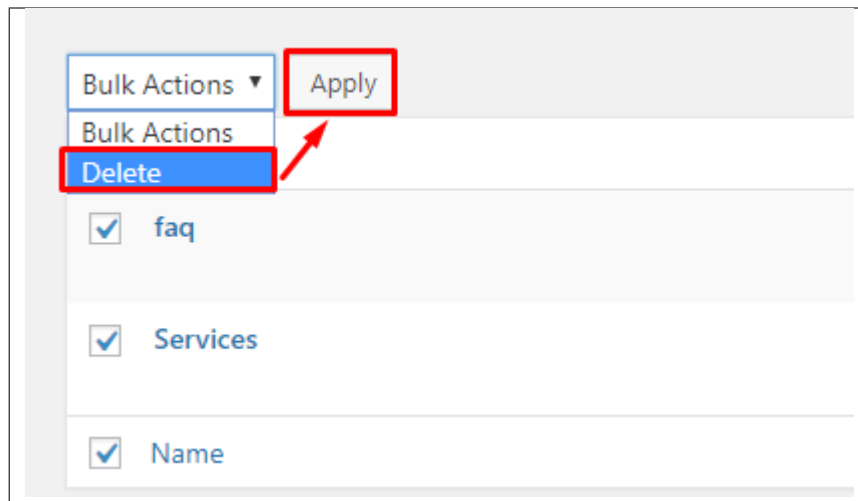 Bulk Actions ▼ Apply
Bulk Actions
Delete
faq
Services
Name